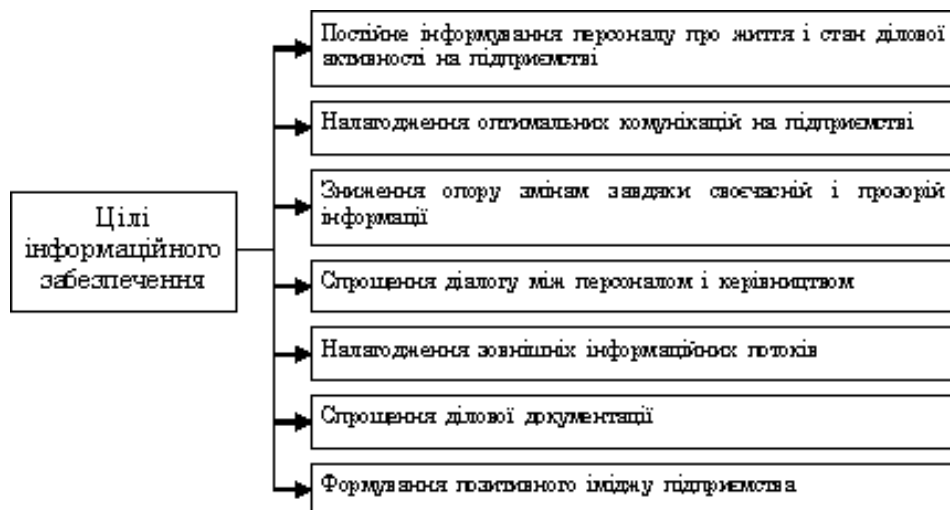 Цілі
інформаційного
забезпечення
Постійне інформування персоналу про життя і стан ділової
активності на підприємстві
Налагодження оптимальних комунікацій на підприємстві
Зниження опору змінам завдяки своєчасній і прозорій
інформації
Спрощення діалогу між персоналом і керівництвом
Налагодження зовнішніх інформаційних потоків
Спрощення ділової документації
Формування позитивного іміджу підприємства